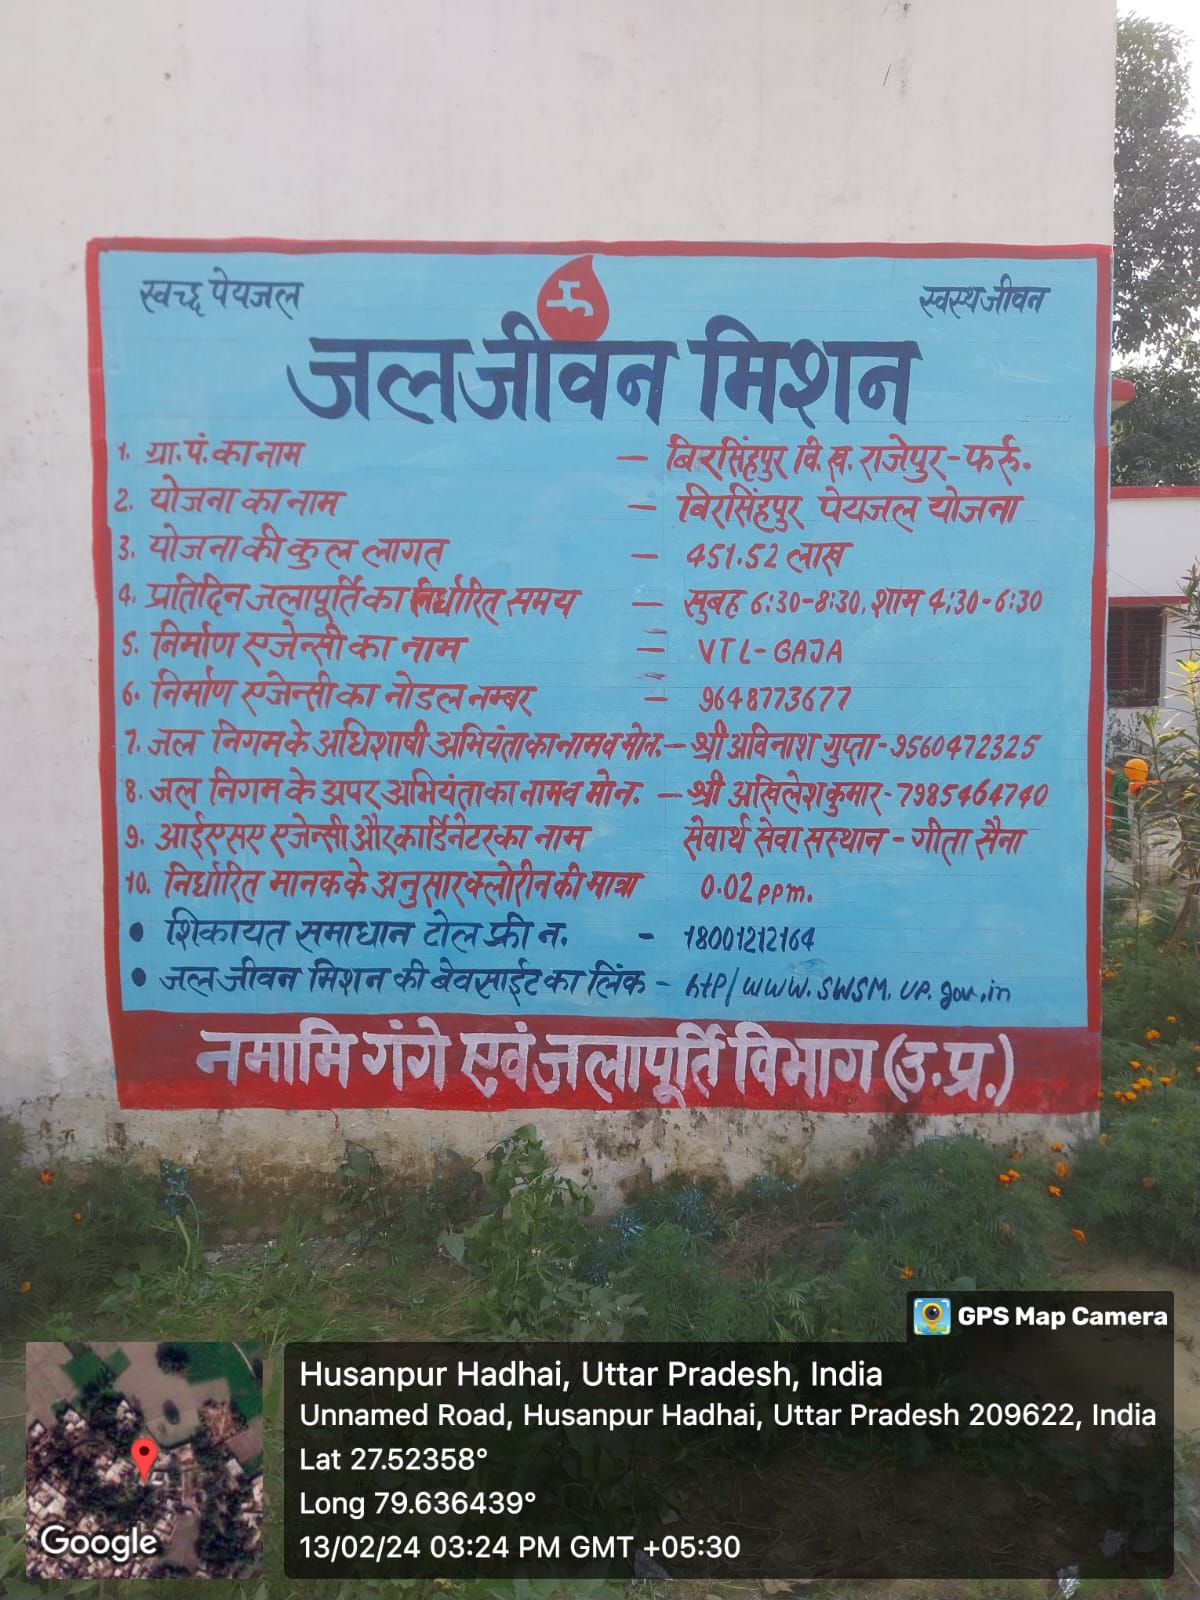 स्वच्छ पेयजल
स्वस्थ जीवन
जल जीवन मिशन
1. ग्रा.पं. का नाम — बिरसिंहपुर वि.ख. राजेपुर-फर्रु.
2. योजना का नाम — बिरसिंहपुर पेयजल योजना
3. योजना की कुल लागत — 451.52 लाख
4. प्रतिदिन जलापूर्ति का निर्धारित समय — सुबह 6:30-8:30, शाम 4:30-6:30
5. निर्माण एजेन्सी का नाम — VTL-GAJA
6. निर्माण एजेन्सी का नोडल नम्बर — 9648773677
7. जल निगम के अधिशाषी अभियंता का नाम व मोन. — श्री अविनाश गुप्ता-9560472325
8. जल निगम के अपर अभियंता का नाम व मोन. — श्री अखिलेश कुमार-7985464740
9. आईएसए एजेन्सी और कार्डिनेटर का नाम सेवार्थ सेवा सस्थान - गीता सैना
10. निर्धारित मानक के अनुसार क्लोरीन की मात्रा 0.02 ppm.
• शिकायत समाधान टोल फ्री न. - 18001212164
• जल जीवन मिशन की बेवसाईट का लिंक - htp/www.SWSM.UP.gov.in
नमामि गंगे एवं जलापूर्ति विभाग (उ.प्र.)
GPS Map Camera
Husanpur Hadhai, Uttar Pradesh, India
Unnamed Road, Husanpur Hadhai, Uttar Pradesh 209622, India
Lat 27.52358°
Long 79.636439°
13/02/24 03:24 PM GMT +05:30
Google